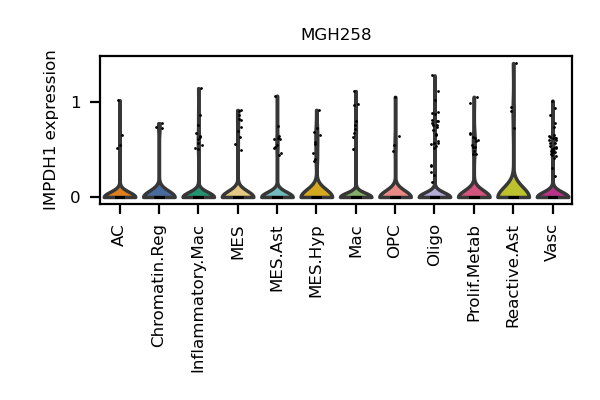 MGH258
IMPDH1 expression
1
0
AC
Chromatin.Reg
Inflammatory.Mac
MES
MES.Ast
MES.Hyp
Mac
OPC
Oligo
Prolif.Metab
Reactive.Ast
Vasc